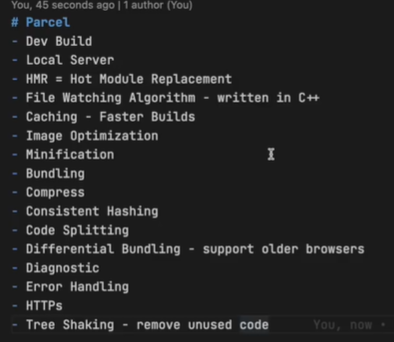 You, 45 seconds ago | 1 author (You)
# Parcel
- Dev Build
- Local Server
- HMR = Hot Module Replacement
- File Watching Algorithm - written in C++
- Caching - Faster Builds
- Image Optimization
- Minification
- Bundling
- Compress
- Consistent Hashing
- Code Splitting
- Differential Bundling - support older browsers
- Diagnostic
- Error Handling
- HTTPs
- Tree Shaking - remove unused code You, now •